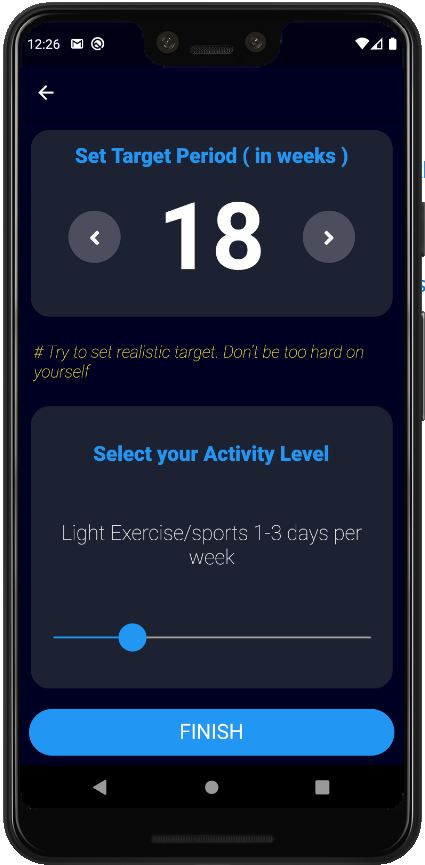 12:26
Set Target Period ( in weeks )
18
# Try to set realistic target. Don't be too hard on
yourself
Select your Activity Level
Light Exercise/sports 1-3 days per
week
FINISH